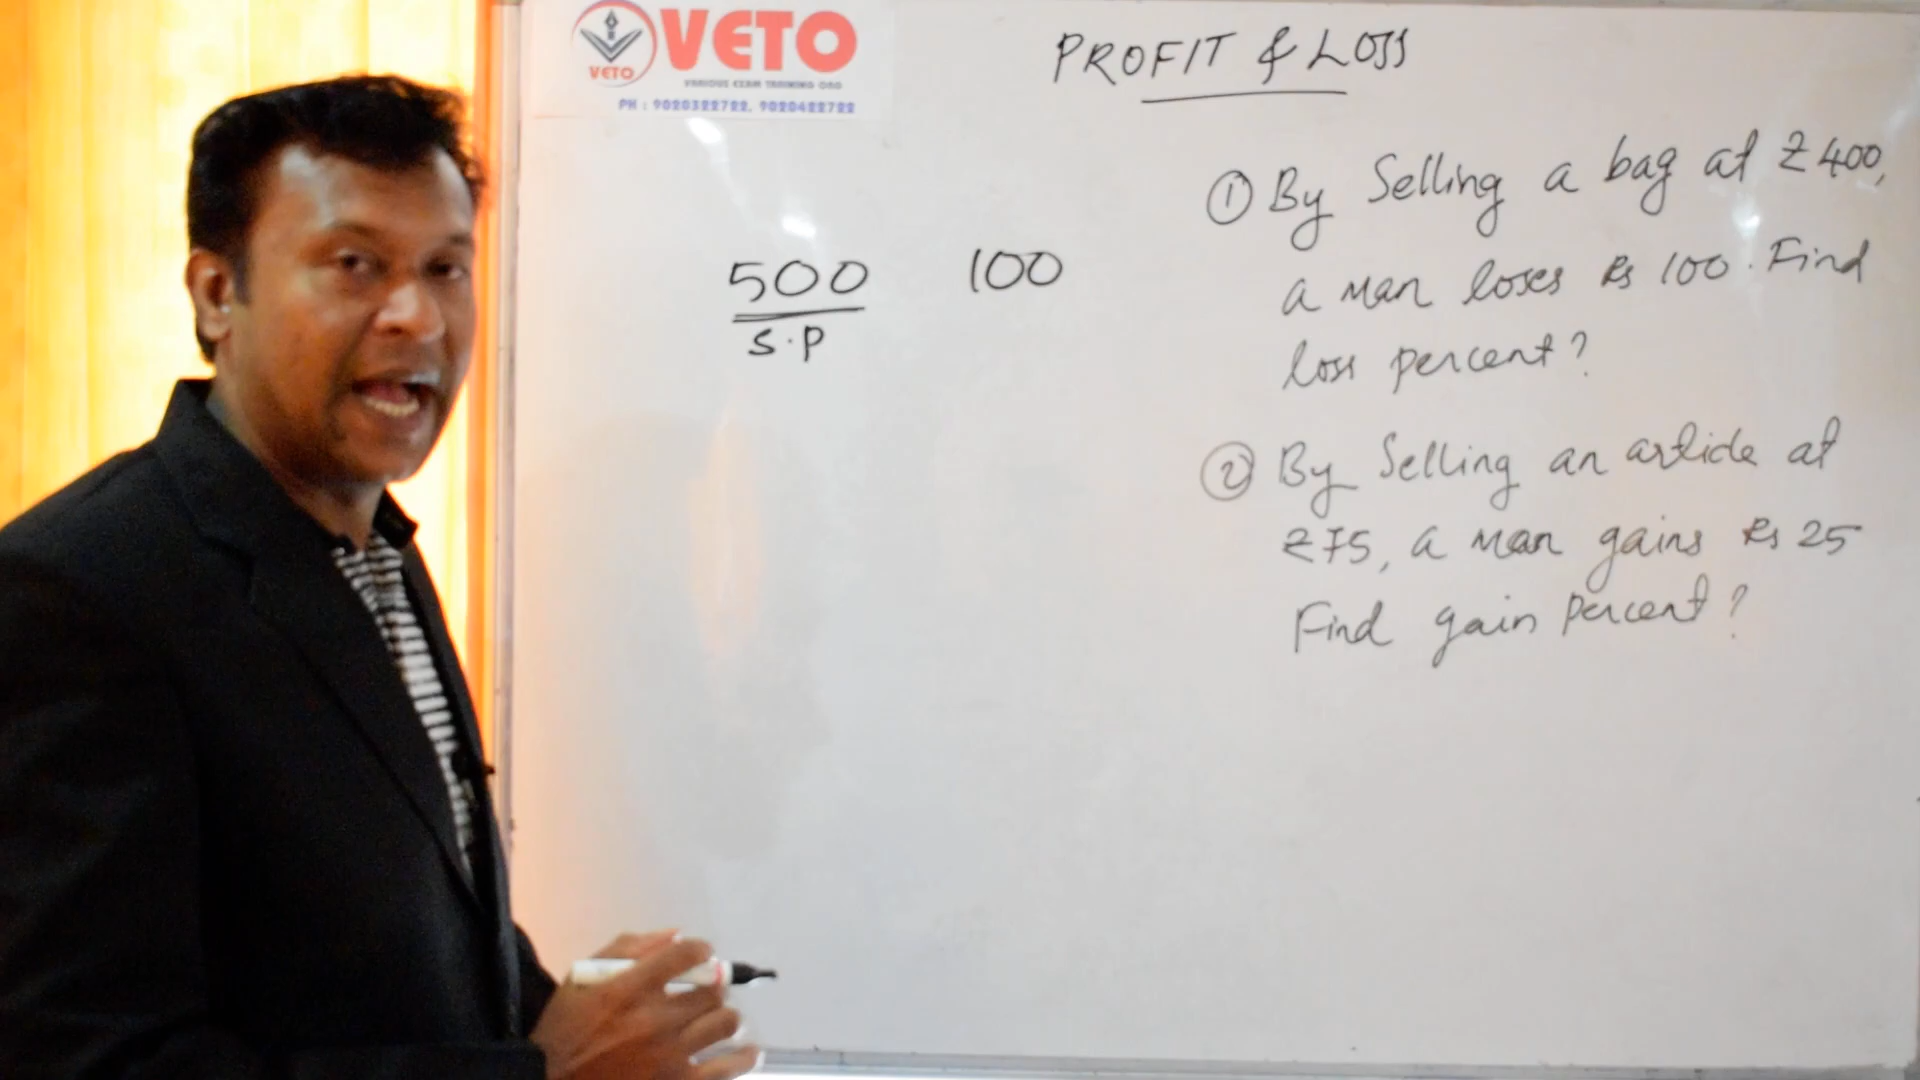 VETO
VETO
VARIOUS EXAM TRAINING ORG
PH : 9020322722, 9020422722
PROFIT & LOSS
500 100
S.P
① By Selling a bag at ₹400,
a man loses Rs 100. Find
loss percent?
② By Selling an article at
₹75, a man gains Rs 25
Find gain percent?